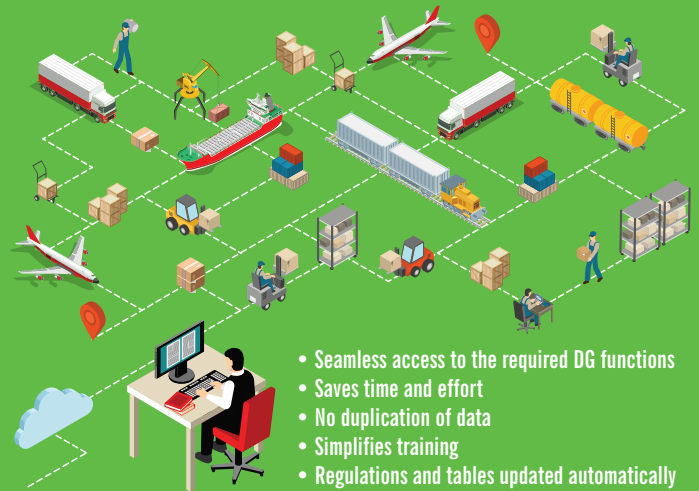 • Seamless access to the required DG functions
• Saves time and effort
• No duplication of data
• Simplifies training
• Regulations and tables updated automatically